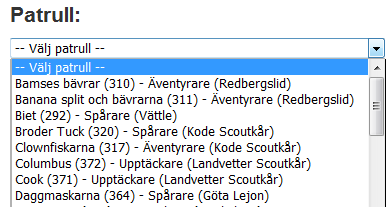 Patrull:
-- Välj patrull --
-- Välj patrull --
Bamses bävrar (310) - Äventyrare (Redbergslid)
Banana split och bävrarna (311) - Äventyrare (Redbergslid)
Biet (292) - Spårare (Vättle)
Broder Tuck (320) - Spårare (Kode Scoutkår)
Clownfiskarna (317) - Äventyrare (Kode Scoutkår)
Columbus (372) - Upptäckare (Landvetter Scoutkår)
Cook (371) - Upptäckare (Landvetter Scoutkår)
Daggmaskarna (364) - Spårare (Göta Lejon)